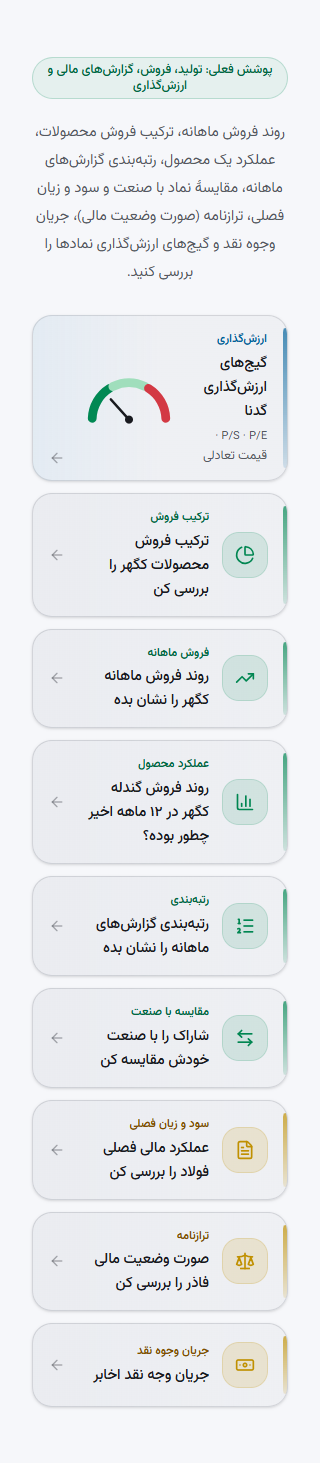 پوشش فعلی: تولید، فروش، گزارش‌های مالی و
ارزش‌گذاری
روند فروش ماهانه، ترکیب فروش محصولات،
عملکرد یک محصول، رتبه‌بندی گزارش‌های
ماهانه، مقایسهٔ نماد با صنعت و سود و زیان
فصلی، ترازنامه (صورت وضعیت مالی)، جریان
وجوه نقد و گیج‌های ارزش‌گذاری نمادها را
بررسی کنید.
ارزش‌گذاری
گیج‌های
ارزش‌گذاری
گدنا
P/S · P/E ·
قیمت تعادلی
ترکیب فروش
ترکیب فروش
محصولات کگهر را
بررسی کن
فروش ماهانه
روند فروش ماهانه
کگهر را نشان بده
عملکرد محصول
روند فروش گندله
کگهر در ۱۲ ماهه اخیر
چطور بوده؟
رتبه‌بندی
رتبه‌بندی گزارش‌های
ماهانه را نشان بده
مقایسه با صنعت
شاراک را با صنعت
خودش مقایسه کن
سود و زیان فصلی
عملکرد مالی فصلی
فولاد را بررسی کن
ترازنامه
صورت وضعیت مالی
فاذر را بررسی کن
جریان وجوه نقد
جریان وجه نقد اخابر